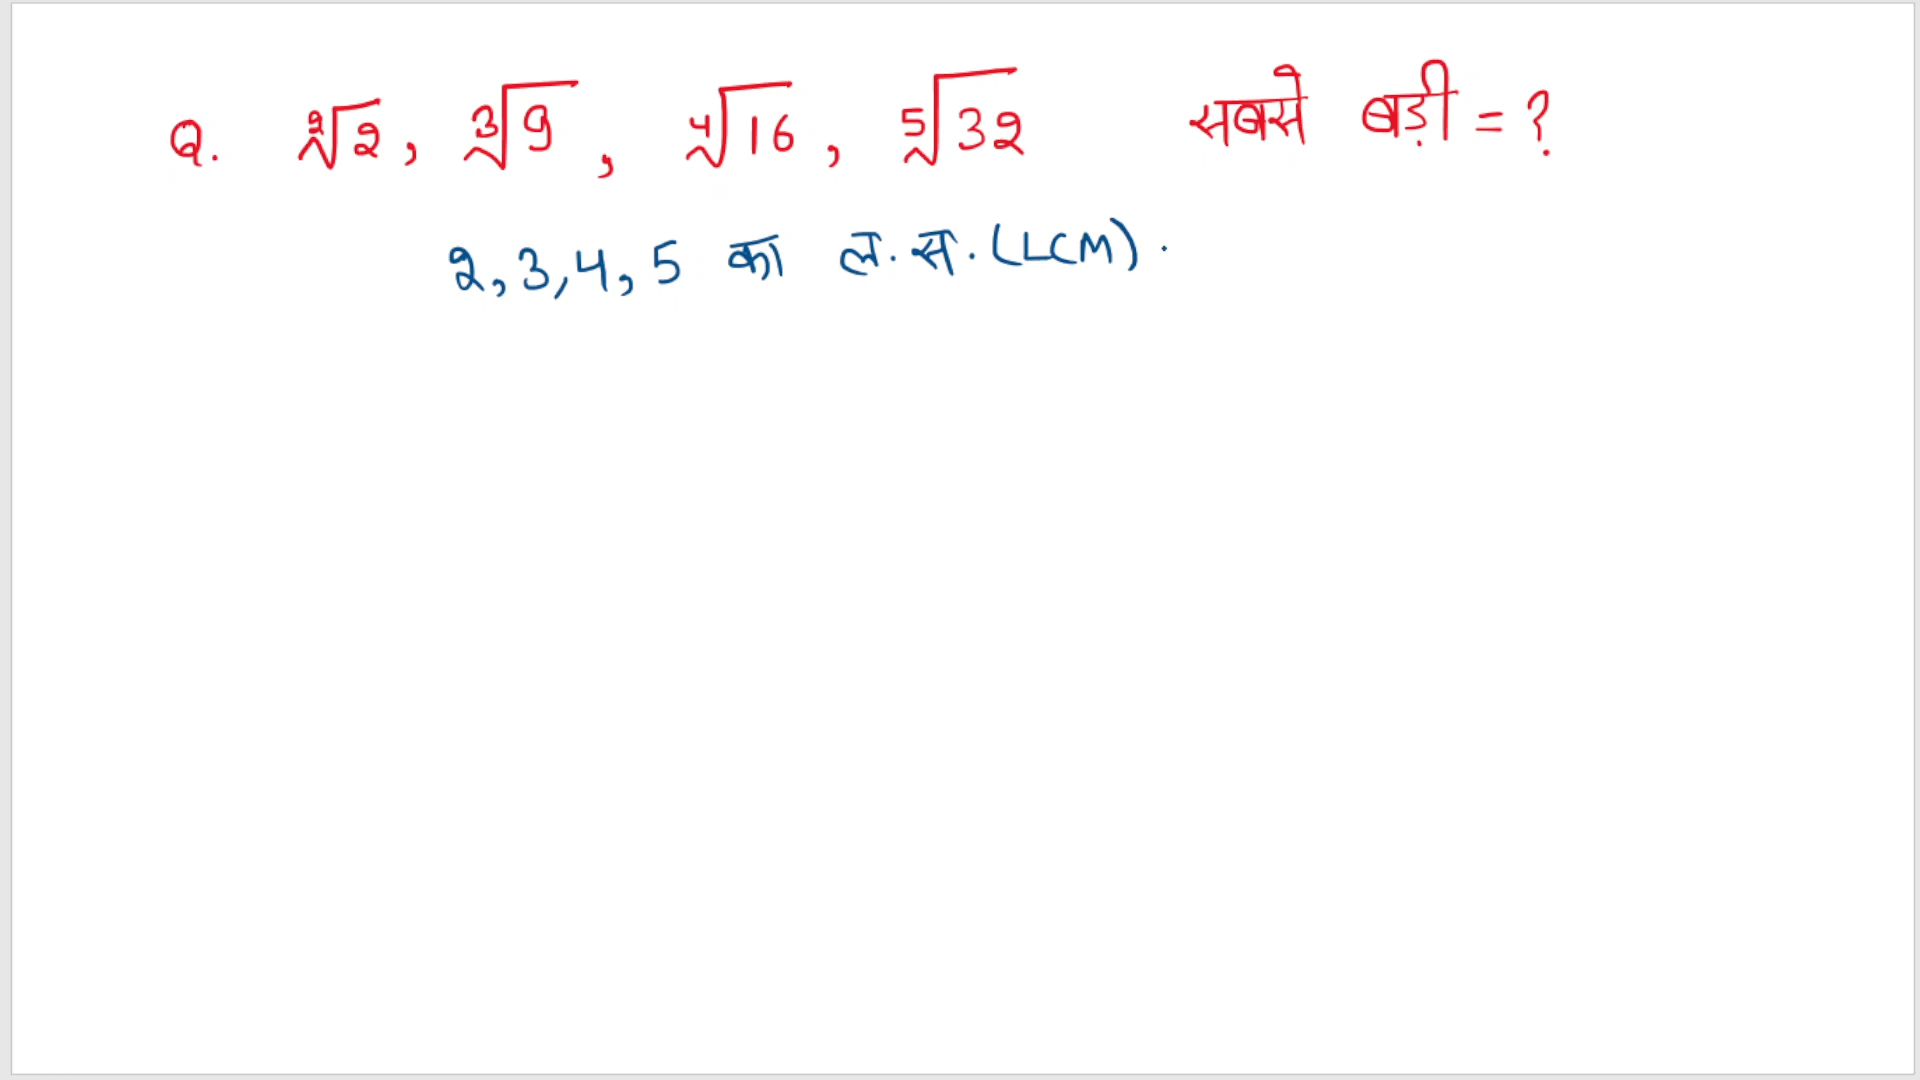 Q. ²√2, ³√9, ⁴√16, ⁵√32 सबसे बड़ी = ?
2, 3, 4, 5 का ल. स. (LCM).